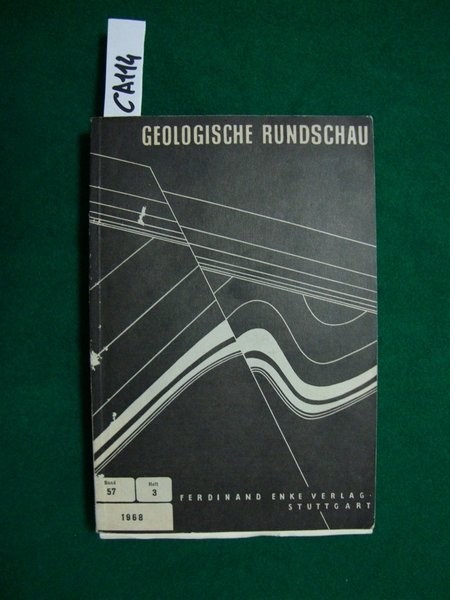 CA114
GEOLOGISCHE RUNDSCHAU
Band
57
Heft
3
1968
FERDINAND ENKE VERLAG ·
STUTTGART